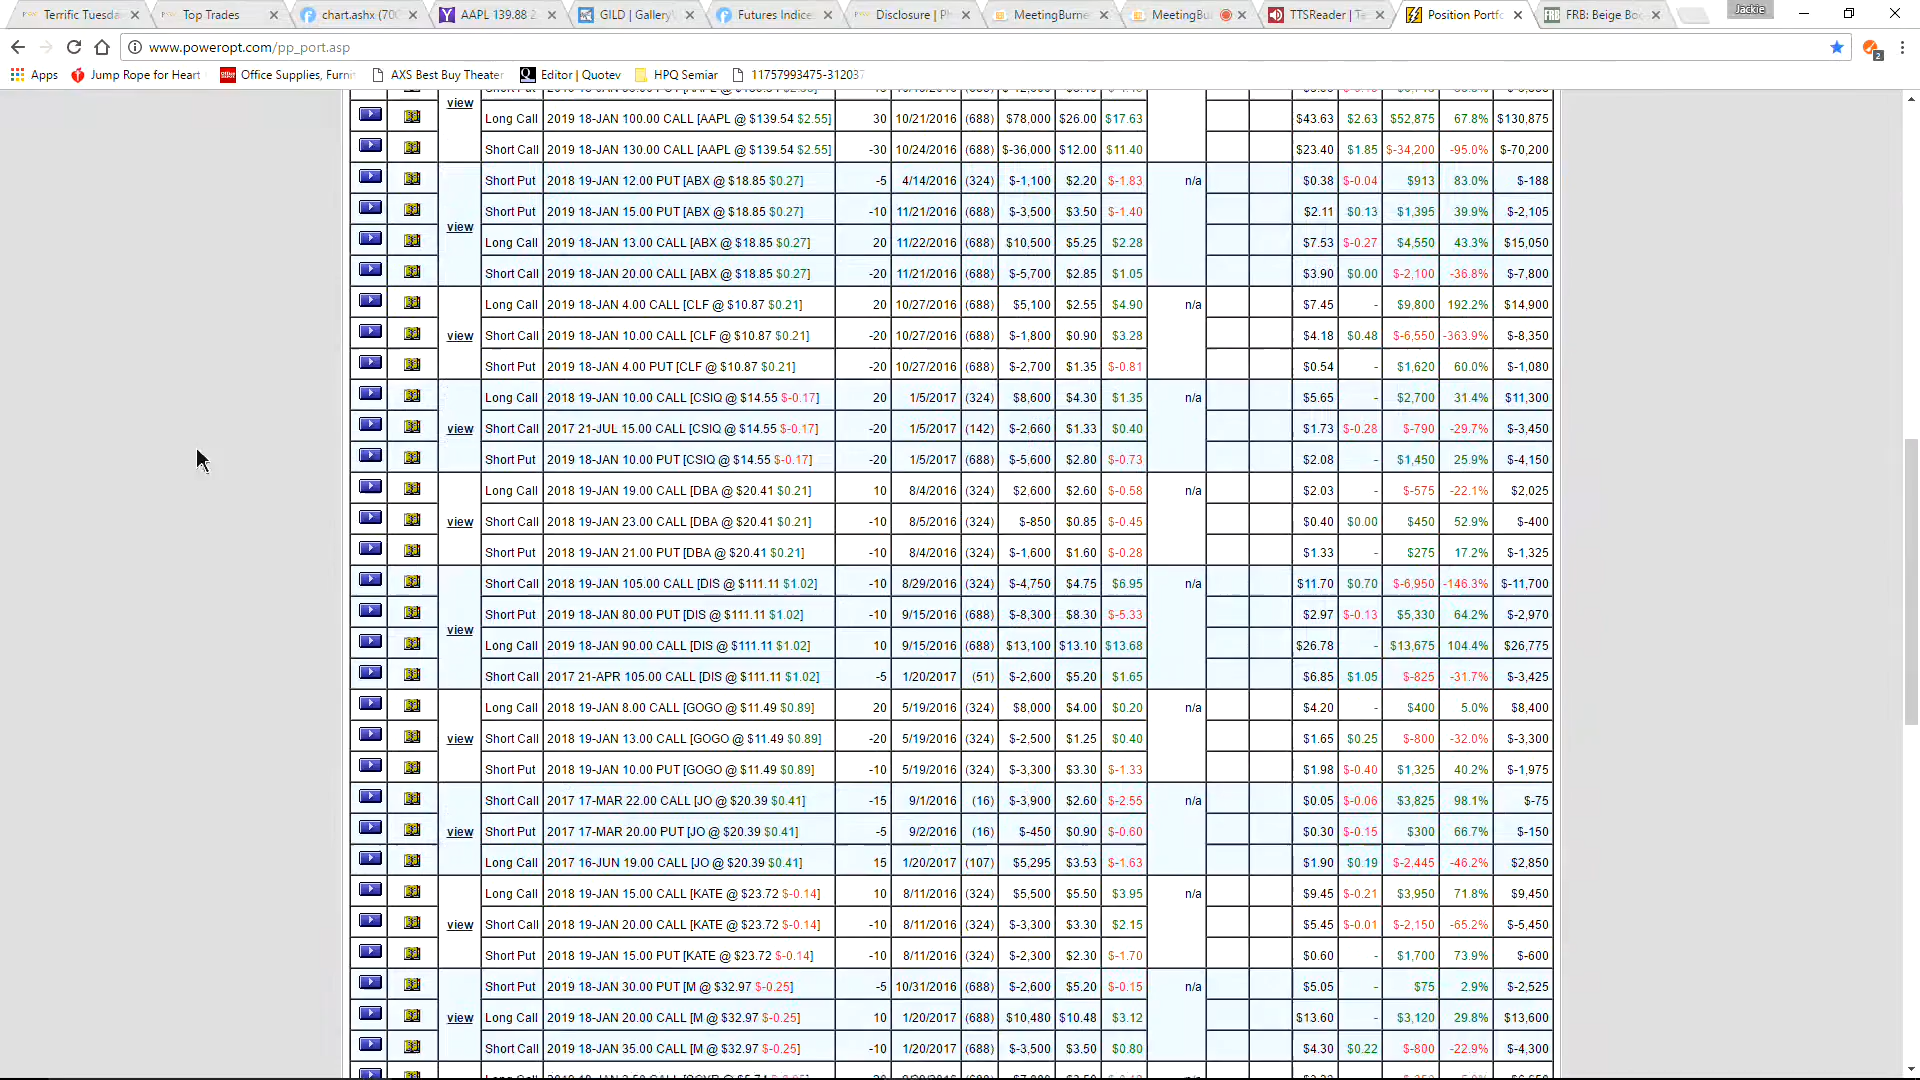 Terrific Tuesda
Top Trades
chart.ashx (700
AAPL 139.88 2
GILD | Gallery
Futures Indice
Disclosure | Ph
MeetingBurne
MeetingBu
TTSReader | Te
Position Portfo
FRB: Beige Bo
Jackie
www.poweropt.com/pp_port.asp
2
Apps
Jump Rope for Heart
Office Supplies, Furni
AXS Best Buy Theater
Editor | Quotev
HPQ Semiar
11757993475-312037
view
Long Call 2019 18-JAN 100.00 CALL [AAPL @ $139.54 $2.55] 30 10/21/2016 (688) $78,000 $26.00 $17.63 $43.63 $2.63 $52,875 67.8% $130,875
Short Call 2019 18-JAN 130.00 CALL [AAPL @ $139.54 $2.55] -30 10/24/2016 (688) $-36,000 $12.00 $11.40 $23.40 $1.85 $-34,200 -95.0% $-70,200
Short Put 2018 19-JAN 12.00 PUT [ABX @ $18.85 $0.27] -5 4/14/2016 (324) $-1,100 $2.20 $-1.83 n/a $0.38 $-0.04 $913 83.0% $-188
Short Put 2019 18-JAN 15.00 PUT [ABX @ $18.85 $0.27] -10 11/21/2016 (688) $-3,500 $3.50 $-1.40 $2.11 $0.13 $1,395 39.9% $-2,105
view
Long Call 2019 18-JAN 13.00 CALL [ABX @ $18.85 $0.27] 20 11/22/2016 (688) $10,500 $5.25 $2.28 $7.53 $-0.27 $4,550 43.3% $15,050
Short Call 2019 18-JAN 20.00 CALL [ABX @ $18.85 $0.27] -20 11/21/2016 (688) $-5,700 $2.85 $1.05 $3.90 $0.00 $-2,100 -36.8% $-7,800
Long Call 2019 18-JAN 4.00 CALL [CLF @ $10.87 $0.21] 20 10/27/2016 (688) $5,100 $2.55 $4.90 n/a $7.45 - $9,800 192.2% $14,900
view Short Call 2019 18-JAN 10.00 CALL [CLF @ $10.87 $0.21] -20 10/27/2016 (688) $-1,800 $0.90 $3.28 $4.18 $0.48 $-6,550 -363.9% $-8,350
Short Put 2019 18-JAN 4.00 PUT [CLF @ $10.87 $0.21] -20 10/27/2016 (688) $-2,700 $1.35 $-0.81 $0.54 - $1,620 60.0% $-1,080
Long Call 2018 19-JAN 10.00 CALL [CSIQ @ $14.55 $-0.17] 20 1/5/2017 (324) $8,600 $4.30 $1.35 n/a $5.65 - $2,700 31.4% $11,300
view Short Call 2017 21-JUL 15.00 CALL [CSIQ @ $14.55 $-0.17] -20 1/5/2017 (142) $-2,660 $1.33 $0.40 $1.73 $-0.28 $-790 -29.7% $-3,450
Short Put 2019 18-JAN 10.00 PUT [CSIQ @ $14.55 $-0.17] -20 1/5/2017 (688) $-5,600 $2.80 $-0.73 $2.08 - $1,450 25.9% $-4,150
Long Call 2018 19-JAN 19.00 CALL [DBA @ $20.41 $0.21] 10 8/4/2016 (324) $2,600 $2.60 $-0.58 n/a $2.03 - $-575 -22.1% $2,025
view Short Call 2018 19-JAN 23.00 CALL [DBA @ $20.41 $0.21] -10 8/5/2016 (324) $-850 $0.85 $-0.45 $0.40 $0.00 $450 52.9% $-400
Short Put 2018 19-JAN 21.00 PUT [DBA @ $20.41 $0.21] -10 8/4/2016 (324) $-1,600 $1.60 $-0.28 $1.33 - $275 17.2% $-1,325
Short Call 2018 19-JAN 105.00 CALL [DIS @ $111.11 $1.02] -10 8/29/2016 (324) $-4,750 $4.75 $6.95 n/a $11.70 $0.70 $-6,950 -146.3% $-11,700
Short Put 2019 18-JAN 80.00 PUT [DIS @ $111.11 $1.02] -10 9/15/2016 (688) $-8,300 $8.30 $-5.33 $2.97 $-0.13 $5,330 64.2% $-2,970
view
Long Call 2019 18-JAN 90.00 CALL [DIS @ $111.11 $1.02] 10 9/15/2016 (688) $13,100 $13.10 $13.68 $26.78 - $13,675 104.4% $26,775
Short Call 2017 21-APR 105.00 CALL [DIS @ $111.11 $1.02] -5 1/20/2017 (51) $-2,600 $5.20 $1.65 $6.85 $1.05 $-825 -31.7% $-3,425
Long Call 2018 19-JAN 8.00 CALL [GOGO @ $11.49 $0.89] 20 5/19/2016 (324) $8,000 $4.00 $0.20 n/a $4.20 - $400 5.0% $8,400
view Short Call 2018 19-JAN 13.00 CALL [GOGO @ $11.49 $0.89] -20 5/19/2016 (324) $-2,500 $1.25 $0.40 $1.65 $0.25 $-800 -32.0% $-3,300
Short Put 2018 19-JAN 10.00 PUT [GOGO @ $11.49 $0.89] -10 5/19/2016 (324) $-3,300 $3.30 $-1.33 $1.98 $-0.40 $1,325 40.2% $-1,975
Short Call 2017 17-MAR 22.00 CALL [JO @ $20.39 $0.41] -15 9/1/2016 (16) $-3,900 $2.60 $-2.55 n/a $0.05 $-0.06 $3,825 98.1% $-75
view Short Put 2017 17-MAR 20.00 PUT [JO @ $20.39 $0.41] -5 9/2/2016 (16) $-450 $0.90 $-0.60 $0.30 $-0.15 $300 66.7% $-150
Long Call 2017 16-JUN 19.00 CALL [JO @ $20.39 $0.41] 15 1/20/2017 (107) $5,295 $3.53 $-1.63 $1.90 $0.19 $-2,445 -46.2% $2,850
Long Call 2018 19-JAN 15.00 CALL [KATE @ $23.72 $-0.14] 10 8/11/2016 (324) $5,500 $5.50 $3.95 n/a $9.45 $-0.21 $3,950 71.8% $9,450
view Short Call 2018 19-JAN 20.00 CALL [KATE @ $23.72 $-0.14] -10 8/11/2016 (324) $-3,300 $3.30 $2.15 $5.45 $-0.01 $-2,150 -65.2% $-5,450
Short Put 2018 19-JAN 15.00 PUT [KATE @ $23.72 $-0.14] -10 8/11/2016 (324) $-2,300 $2.30 $-1.70 $0.60 - $1,700 73.9% $-600
Short Put 2019 18-JAN 30.00 PUT [M @ $32.97 $-0.25] -5 10/31/2016 (688) $-2,600 $5.20 $-0.15 n/a $5.05 - $75 2.9% $-2,525
view Long Call 2019 18-JAN 20.00 CALL [M @ $32.97 $-0.25] 10 1/20/2017 (688) $10,480 $10.48 $3.12 $13.60 - $3,120 29.8% $13,600
Short Call 2019 18-JAN 35.00 CALL [M @ $32.97 $-0.25] -10 1/20/2017 (688) $-3,500 $3.50 $0.80 $4.30 $0.22 $-800 -22.9% $-4,300